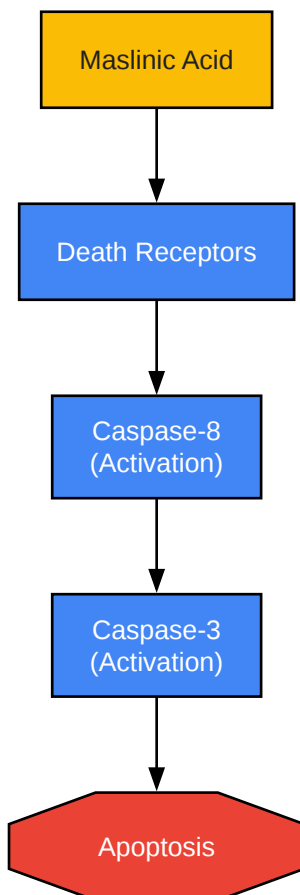 Maslinic Acid
Death Receptors
Caspase-8
(Activation)
Caspase-3
(Activation)
Apoptosis